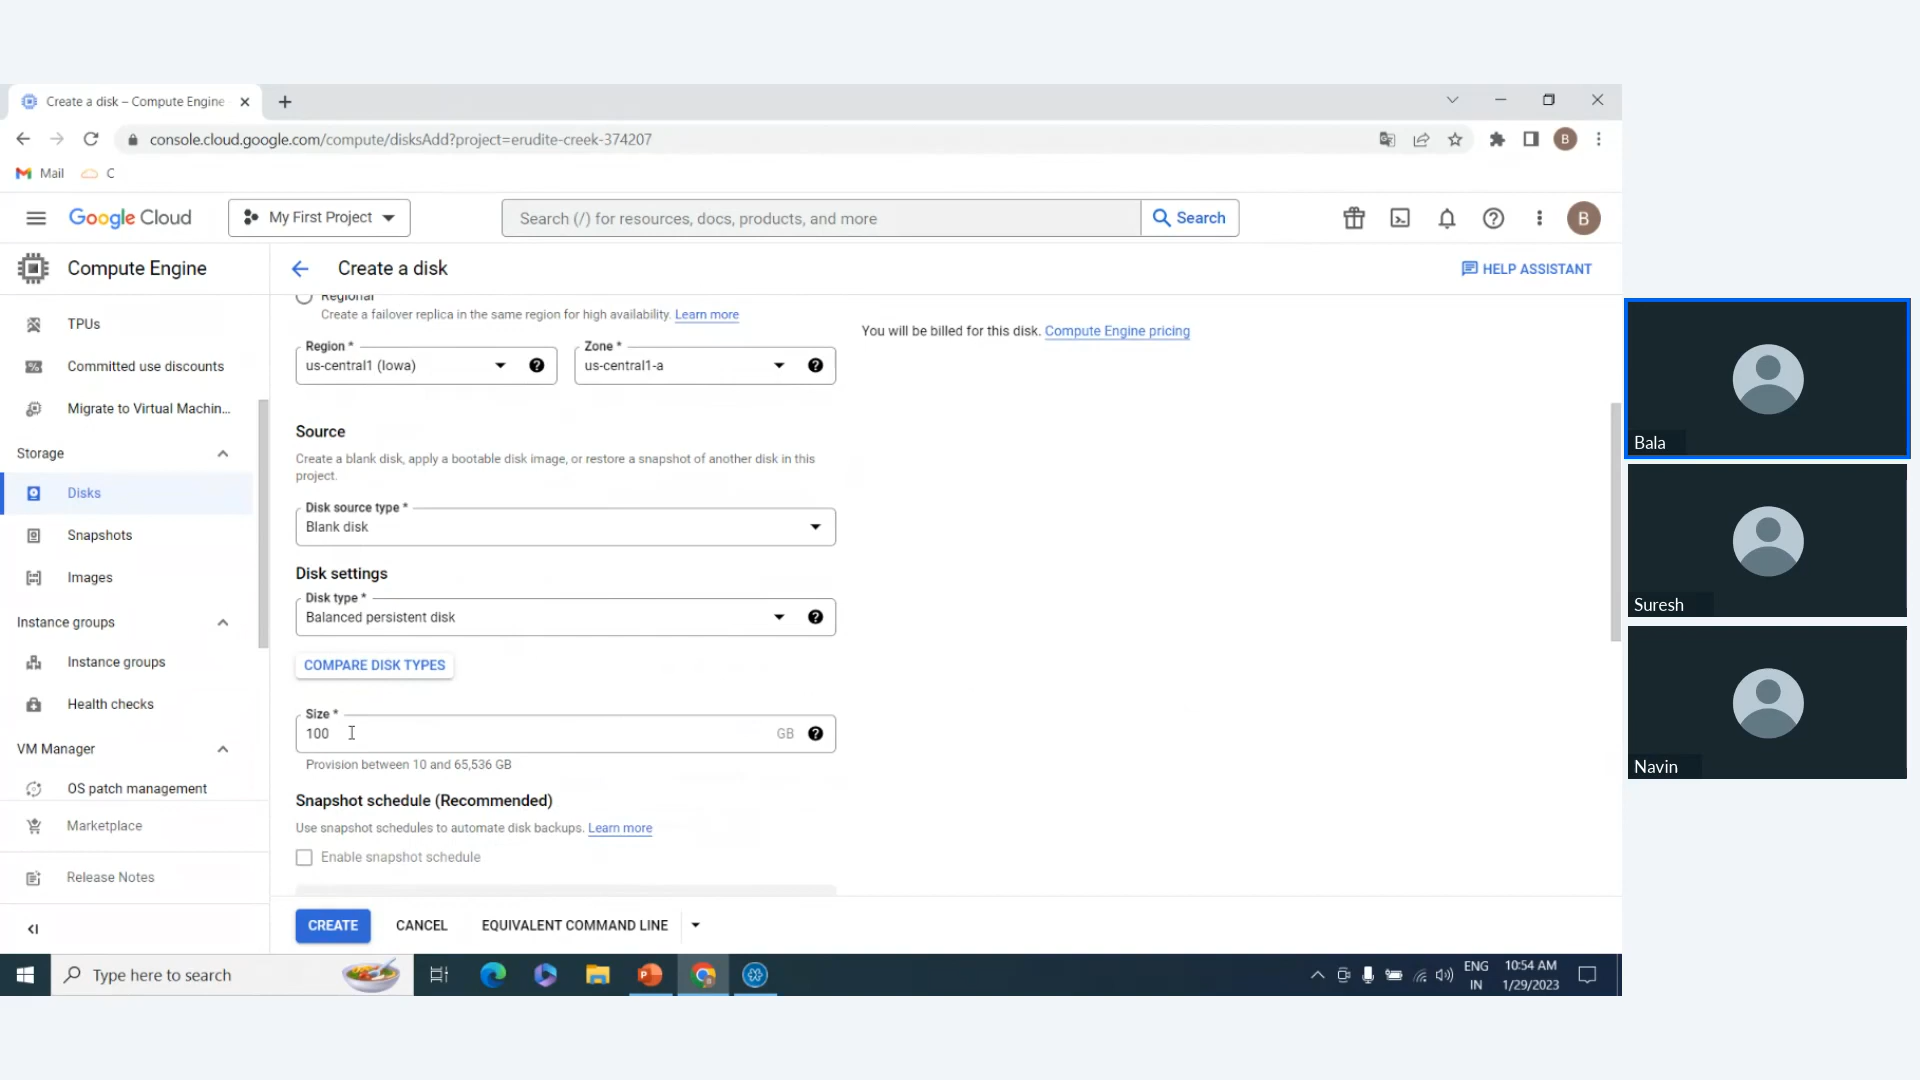 Create a disk – Compute Engine
console.cloud.google.com/compute/disksAdd?project=erudite-creek-374207
B
Mail
C
Google Cloud
My First Project
Search (/) for resources, docs, products, and more
Search
B
Compute Engine
Create a disk
HELP ASSISTANT
TPUs
Committed use discounts
Migrate to Virtual Machin...
Storage
Disks
Snapshots
Images
Instance groups
Instance groups
Health checks
VM Manager
OS patch management
Marketplace
Release Notes
Regional
Create a failover replica in the same region for high availability. Learn more
Region *
us-central1 (Iowa)
Zone *
us-central1-a
Source
Create a blank disk, apply a bootable disk image, or restore a snapshot of another disk in this
project.
Disk source type *
Blank disk
Disk settings
Disk type *
Balanced persistent disk
COMPARE DISK TYPES
Size *
100
GB
Provision between 10 and 65,536 GB
Snapshot schedule (Recommended)
Use snapshot schedules to automate disk backups. Learn more
Enable snapshot schedule
You will be billed for this disk. Compute Engine pricing
CREATE
CANCEL
EQUIVALENT COMMAND LINE
Bala
Suresh
Navin
Type here to search
ENG
IN
10:54 AM
1/29/2023